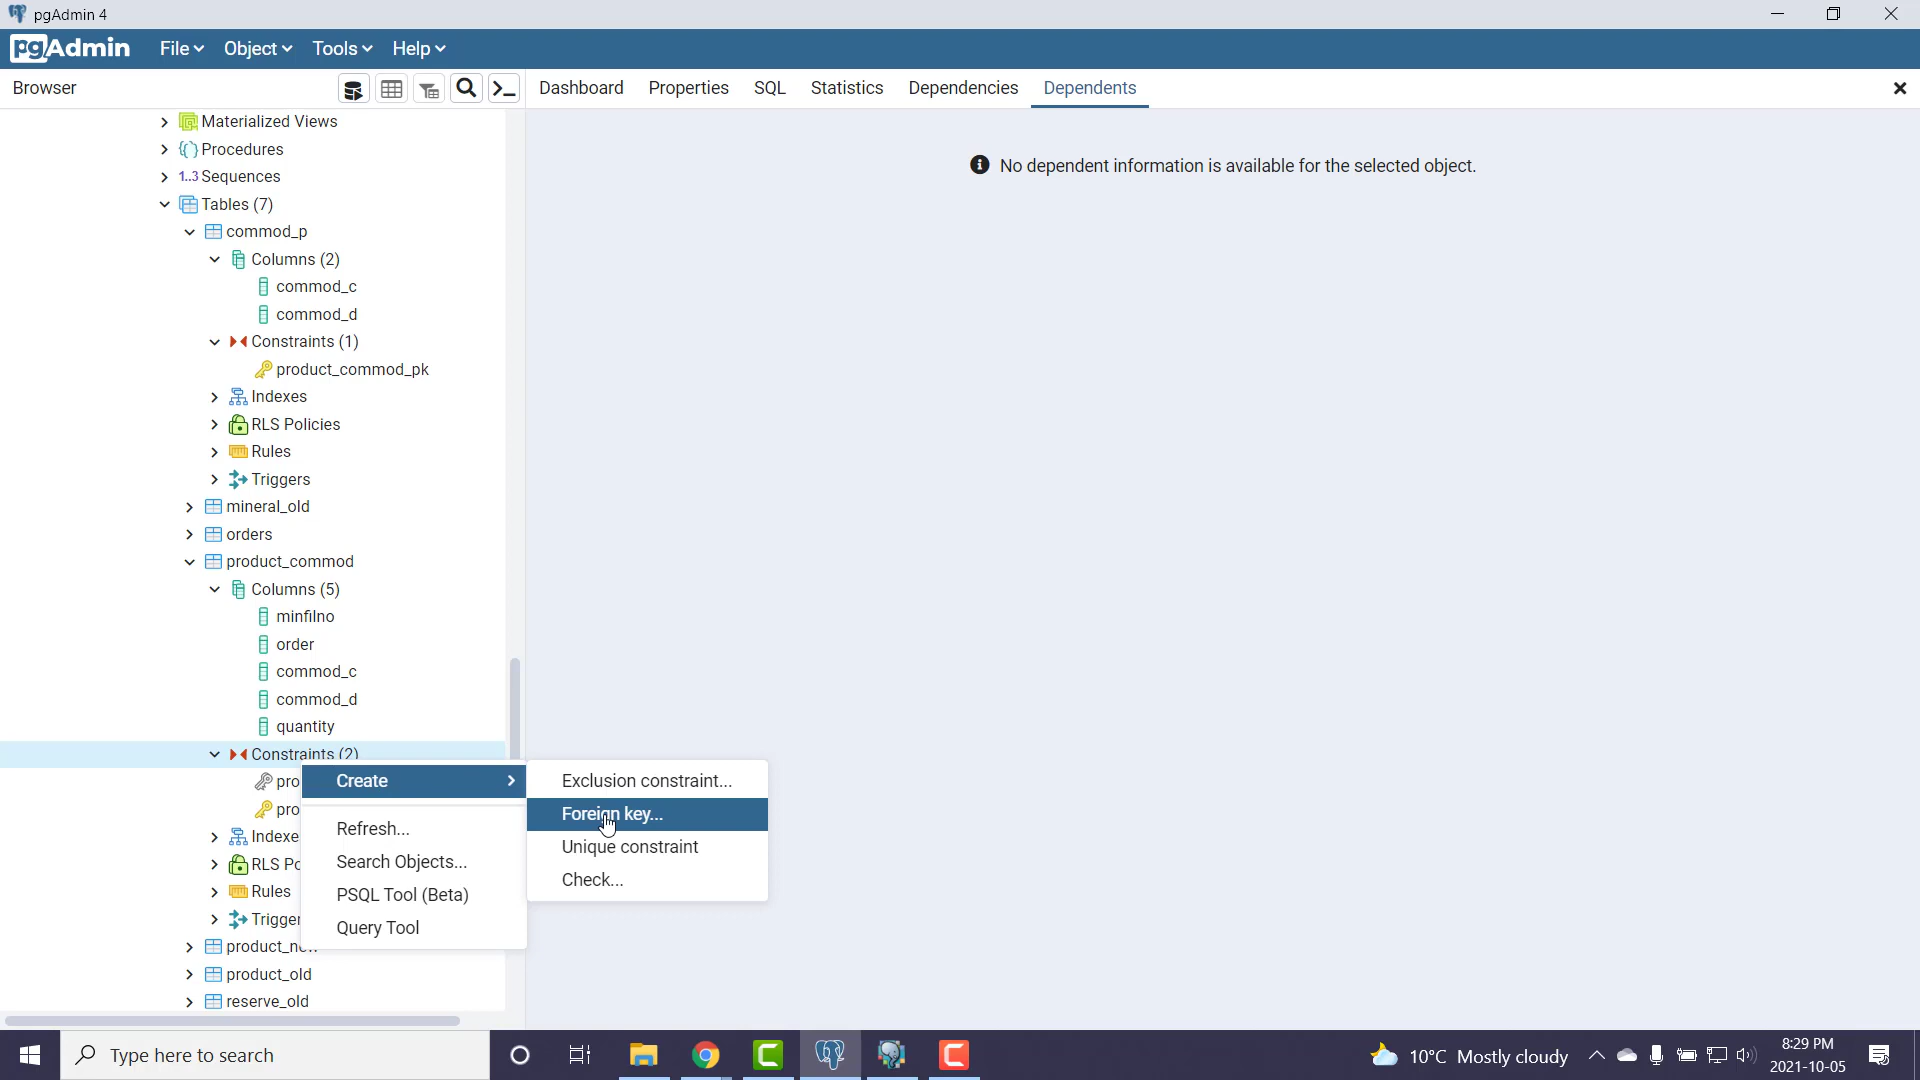 pgAdmin 4
pgAdmin File Object Tools Help
Browser
Dashboard Properties SQL Statistics Dependencies Dependents
No dependent information is available for the selected object.
Materialized Views
Procedures
1..3 Sequences
Tables (7)
commod_p
Columns (2)
commod_c
commod_d
Constraints (1)
product_commod_pk
Indexes
RLS Policies
Rules
Triggers
mineral_old
orders
product_commod
Columns (5)
minfilno
order
commod_c
commod_d
quantity
Constraints (2)
pro
pro
Indexe
RLS Po
Rules
Trigger
product_old
reserve_old
Create
Refresh...
Search Objects...
PSQL Tool (Beta)
Query Tool
Exclusion constraint...
Foreign key...
Unique constraint
Check...
Type here to search
10°C Mostly cloudy
8:29 PM
2021-10-05